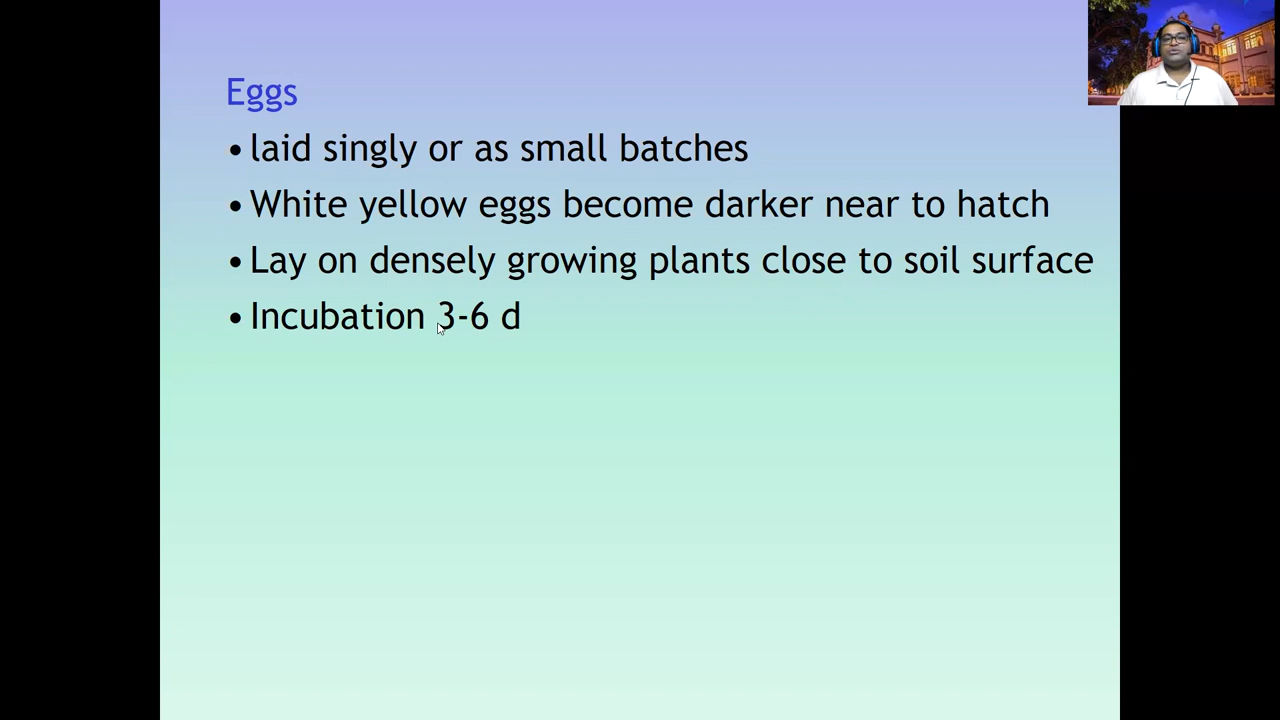 Eggs
• laid singly or as small batches
• White yellow eggs become darker near to hatch
• Lay on densely growing plants close to soil surface
• Incubation 3-6 d